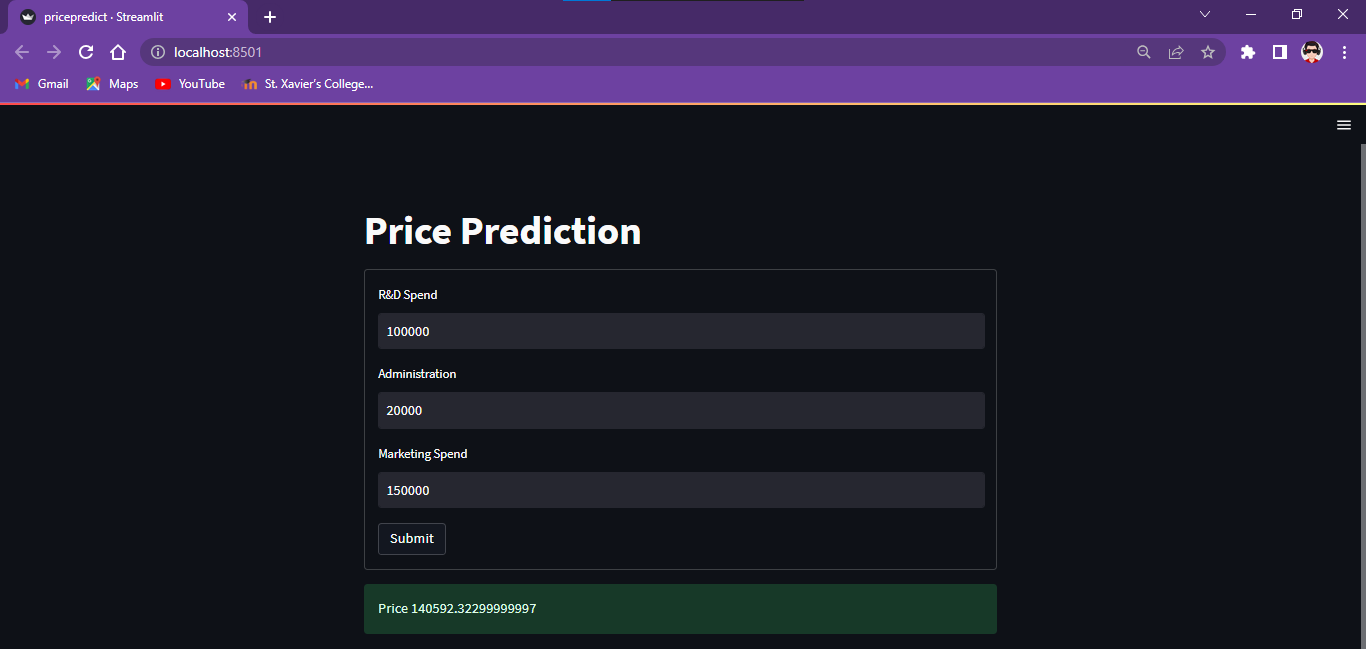 pricepredict · Streamlit
localhost:8501
Gmail Maps YouTube St. Xavier's College...
Price Prediction
R&D Spend
100000
Administration
20000
Marketing Spend
150000
Submit
Price 140592.32299999997